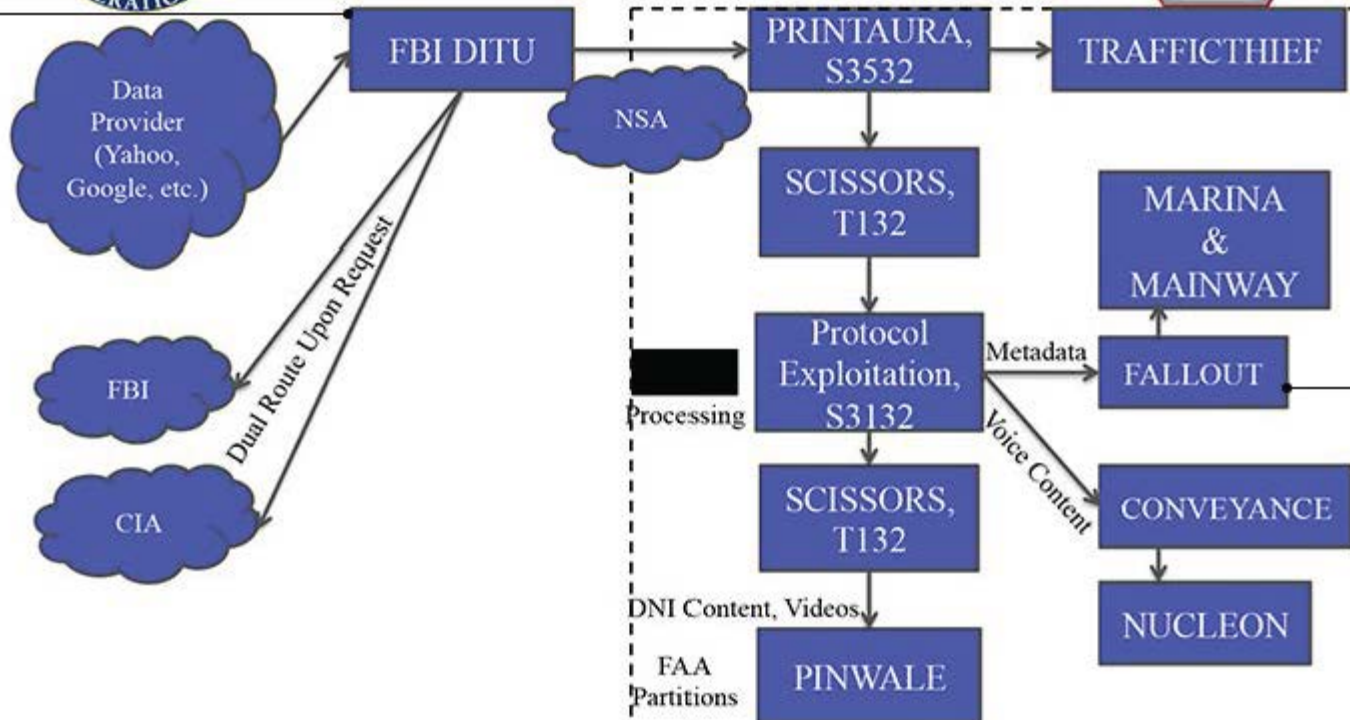 ERATIO
Data
Provider
(Yahoo,
Google, etc.)
FBI DITU
NSA
PRINTAURA,
S3532
TRAFFICTHIEF
SCISSORS,
T132
MARINA
&
MAINWAY
Dual Route Upon Request
FBI
CIA
Processing
Protocol
Exploitation,
S3132
Metadata
FALLOUT
Voice Content
SCISSORS,
T132
CONVEYANCE
NUCLEON
DNI Content, Videos
FAA
Partitions
PINWALE